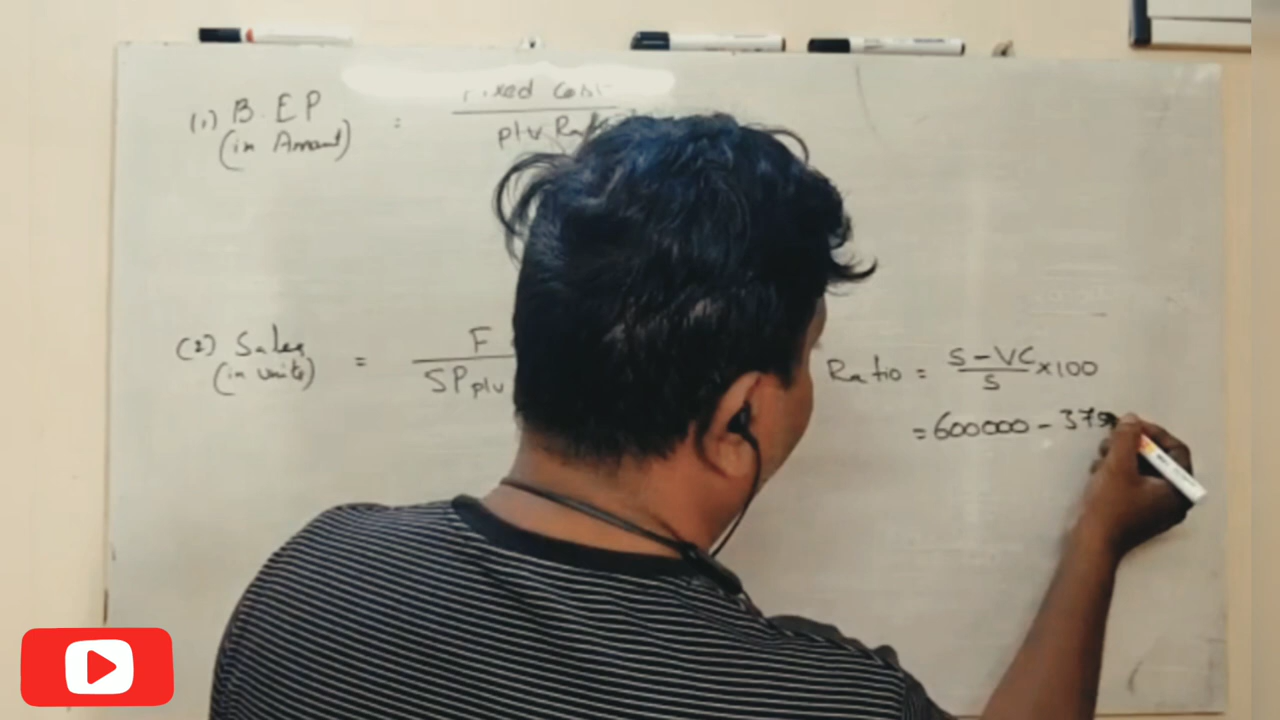 (1.) B.E.P = Fixed Cost
(in Amount) P/V Ratio
(2) Sales = F
(in units) SP p/u
Ratio = S - VC × 100
S
= 600000 - 375